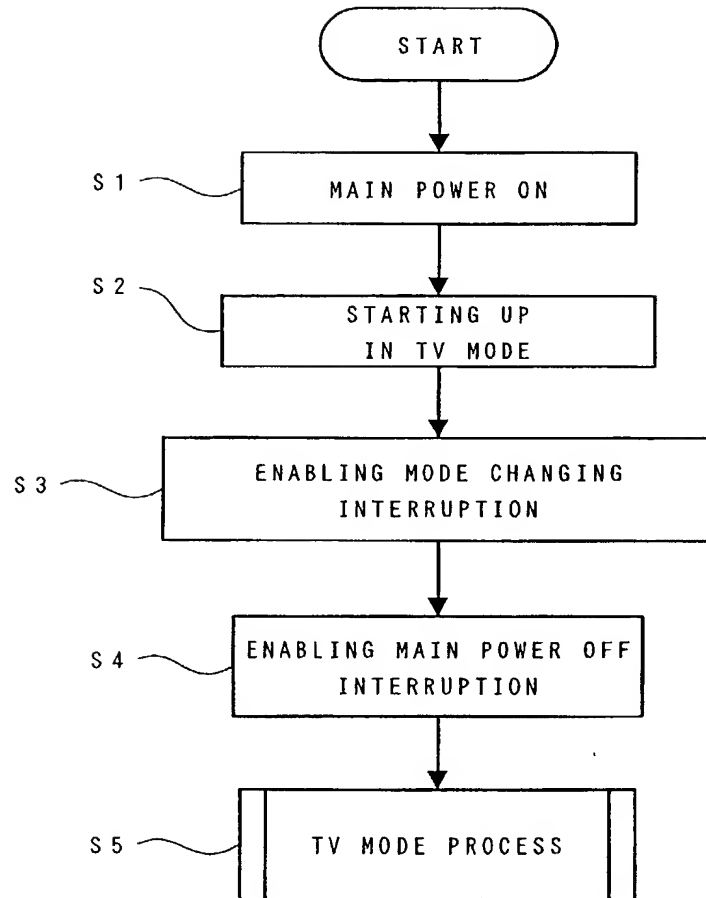 START
S1
MAIN POWER ON
S2
STARTING UP
IN TV MODE
S3
ENABLING MODE CHANGING
INTERRUPTION
S4
ENABLING MAIN POWER OFF
INTERRUPTION
S5
TV MODE PROCESS